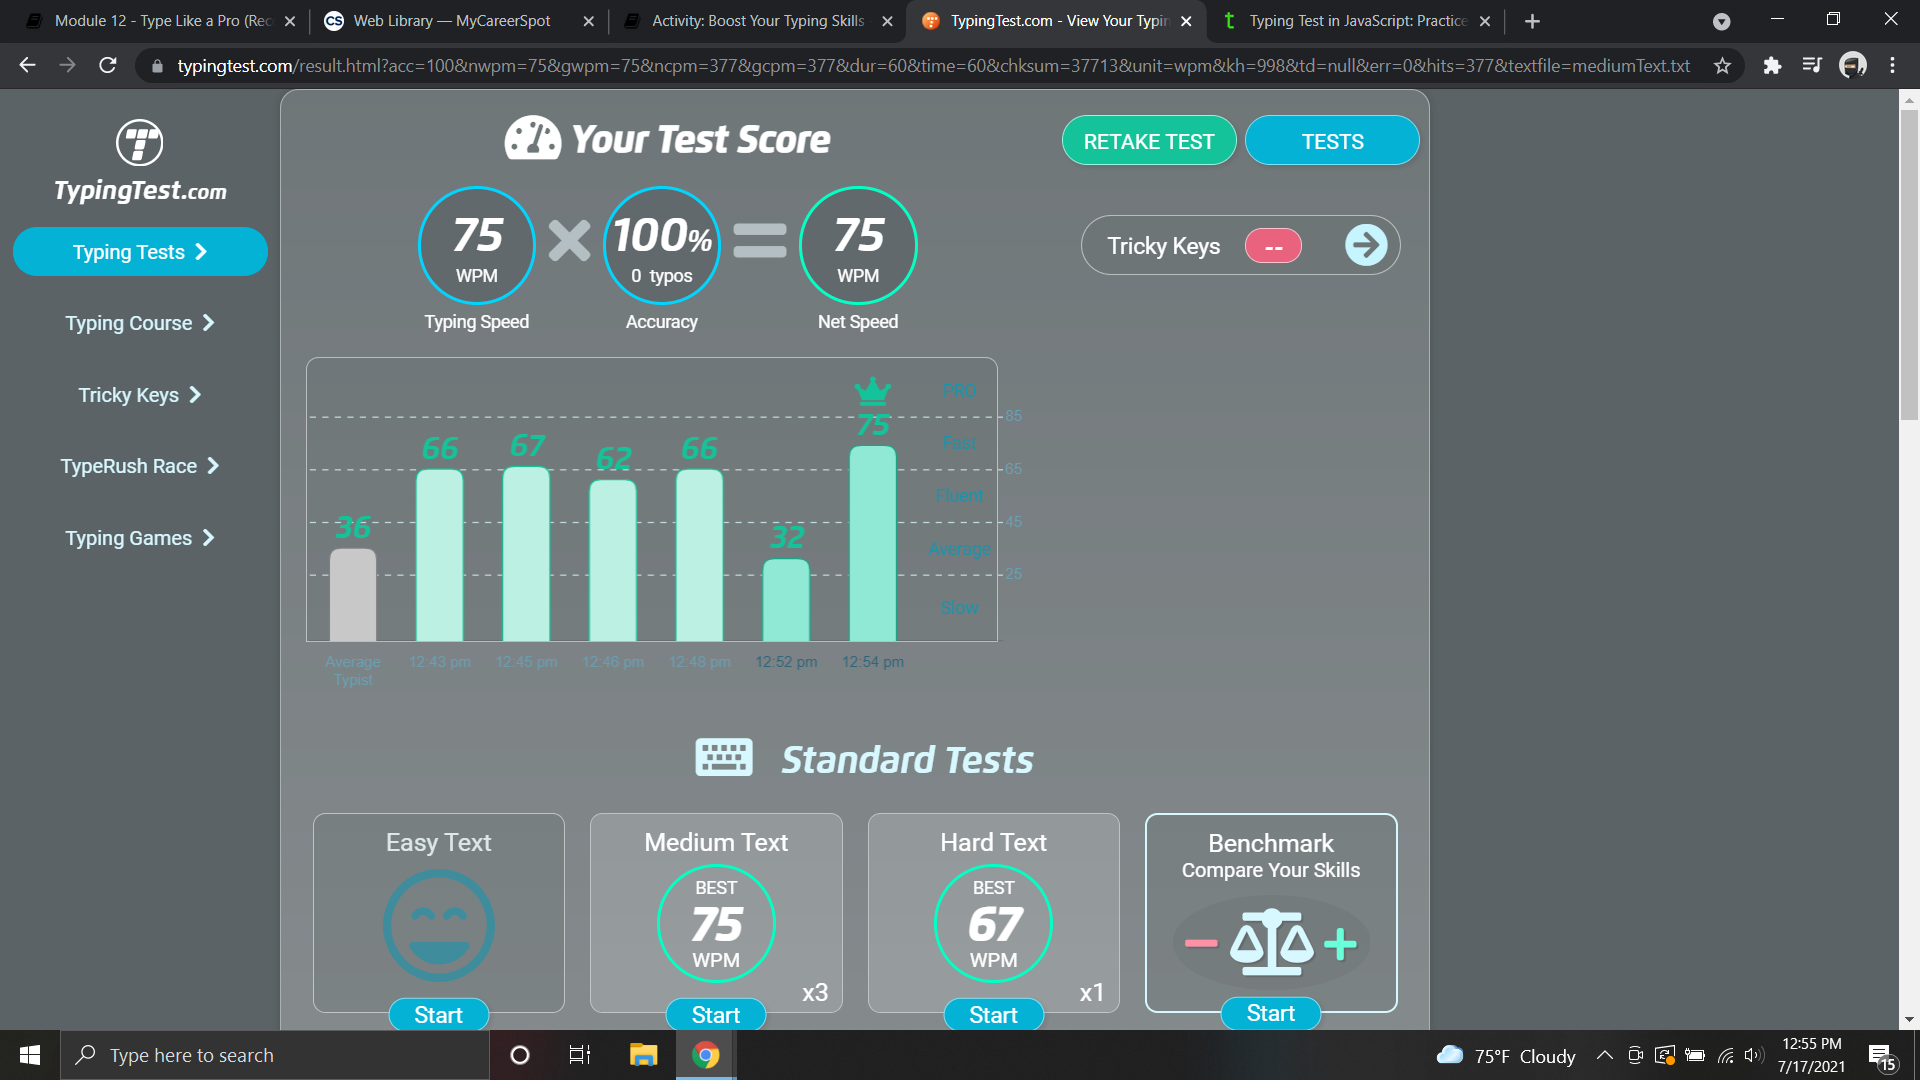 Module 12 - Type Like a Pro (Rec
Web Library — MyCareerSpot
Activity: Boost Your Typing Skills
TypingTest.com - View Your Typin
Typing Test in JavaScript: Practice
typingtest.com/result.html?acc=100&nwpm=75&gwpm=75&ncpm=377&gcpm=377&dur=60&time=60&chksum=37713&unit=wpm&kh=998&td=null&err=0&hits=377&textfile=mediumText.txt
TypingTest.com
Typing Tests
Typing Course
Tricky Keys
TypeRush Race
Typing Games
Your Test Score
RETAKE TEST
TESTS
75
WPM
Typing Speed
100%
0 typos
Accuracy
75
WPM
Net Speed
Tricky Keys --
PRO
85
Fast
65
Fluent
45
Average
25
Slow
36
66
67
62
66
32
75
Average
Typist
12:43 pm
12:45 pm
12:46 pm
12:48 pm
12:52 pm
12:54 pm
Standard Tests
Easy Text
Start
Medium Text
BEST
75
WPM
x3
Start
Hard Text
BEST
67
WPM
x1
Start
Benchmark
Compare Your Skills
Start
Type here to search
75°F Cloudy
12:55 PM
7/17/2021
15